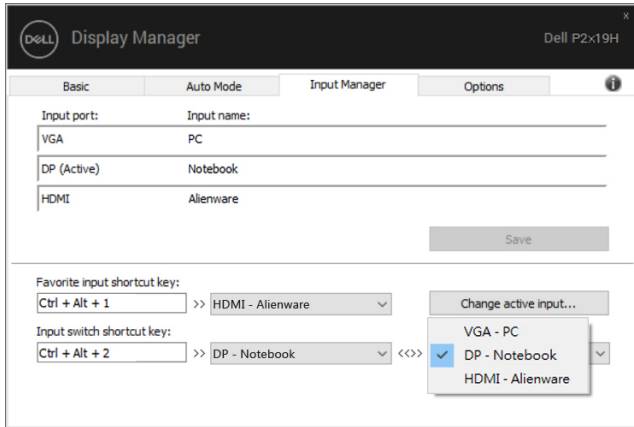 x
DELL Display Manager Dell P2x19H
Basic Auto Mode Input Manager Options i
Input port: Input name:
VGA PC
DP (Active) Notebook
HDMI Alienware
Save
Favorite input shortcut key:
Ctrl + Alt + 1 >> HDMI - Alienware Change active input...
Input switch shortcut key:
Ctrl + Alt + 2 >> DP - Notebook <<>>
VGA - PC
DP - Notebook
HDMI - Alienware